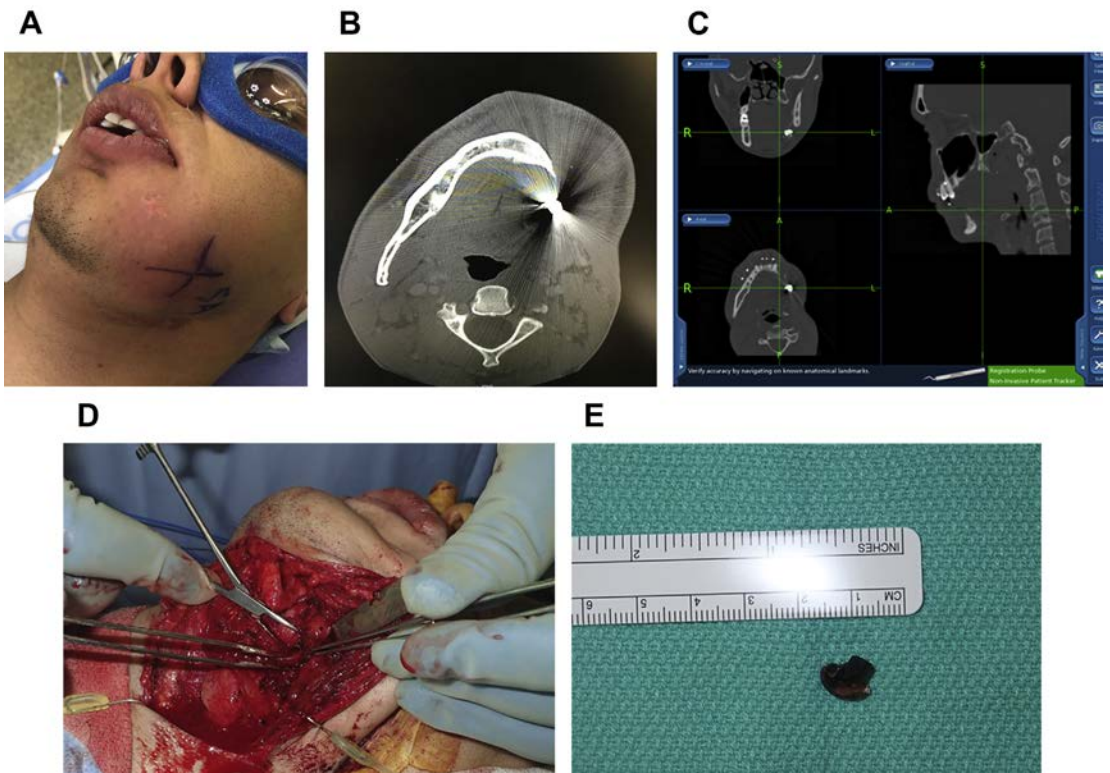 A
B
C
S
S
R
L
A
P
R
L
Verify accuracy by navigating on known anatomical landmarks.
Registration Probe
Non-Invasive Patient Tracker
D
E
2 1 INCHES
6 5 4 3 2 1 CM